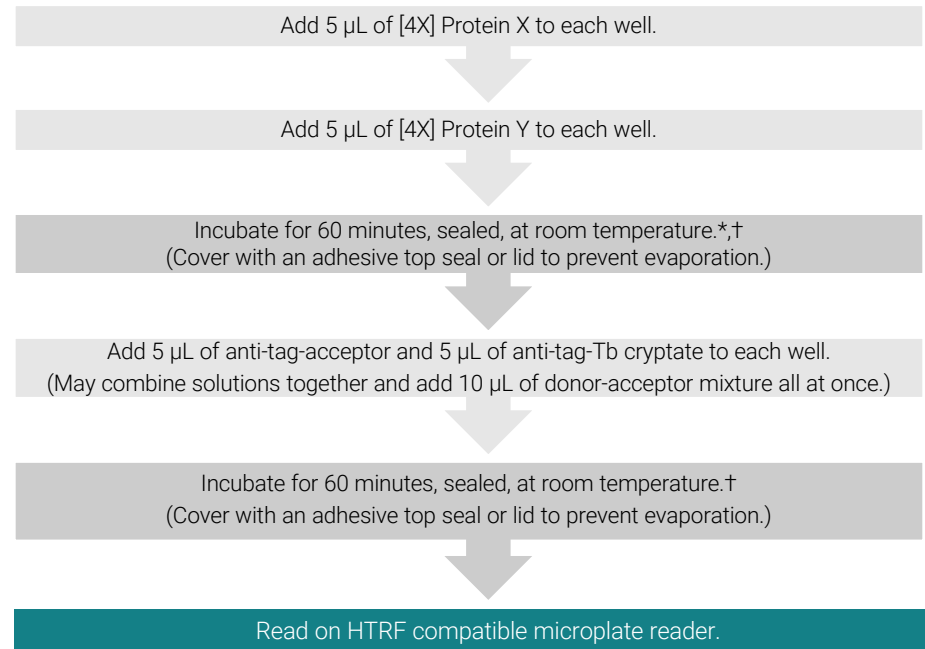 Add 5 µL of [4X] Protein X to each well.
Add 5 µL of [4X] Protein Y to each well.
Incubate for 60 minutes, sealed, at room temperature.*,†
(Cover with an adhesive top seal or lid to prevent evaporation.)
Add 5 µL of anti-tag-acceptor and 5 µL of anti-tag-Tb cryptate to each well.
(May combine solutions together and add 10 µL of donor-acceptor mixture all at once.)
Incubate for 60 minutes, sealed, at room temperature.†
(Cover with an adhesive top seal or lid to prevent evaporation.)
Read on HTRF compatible microplate reader.